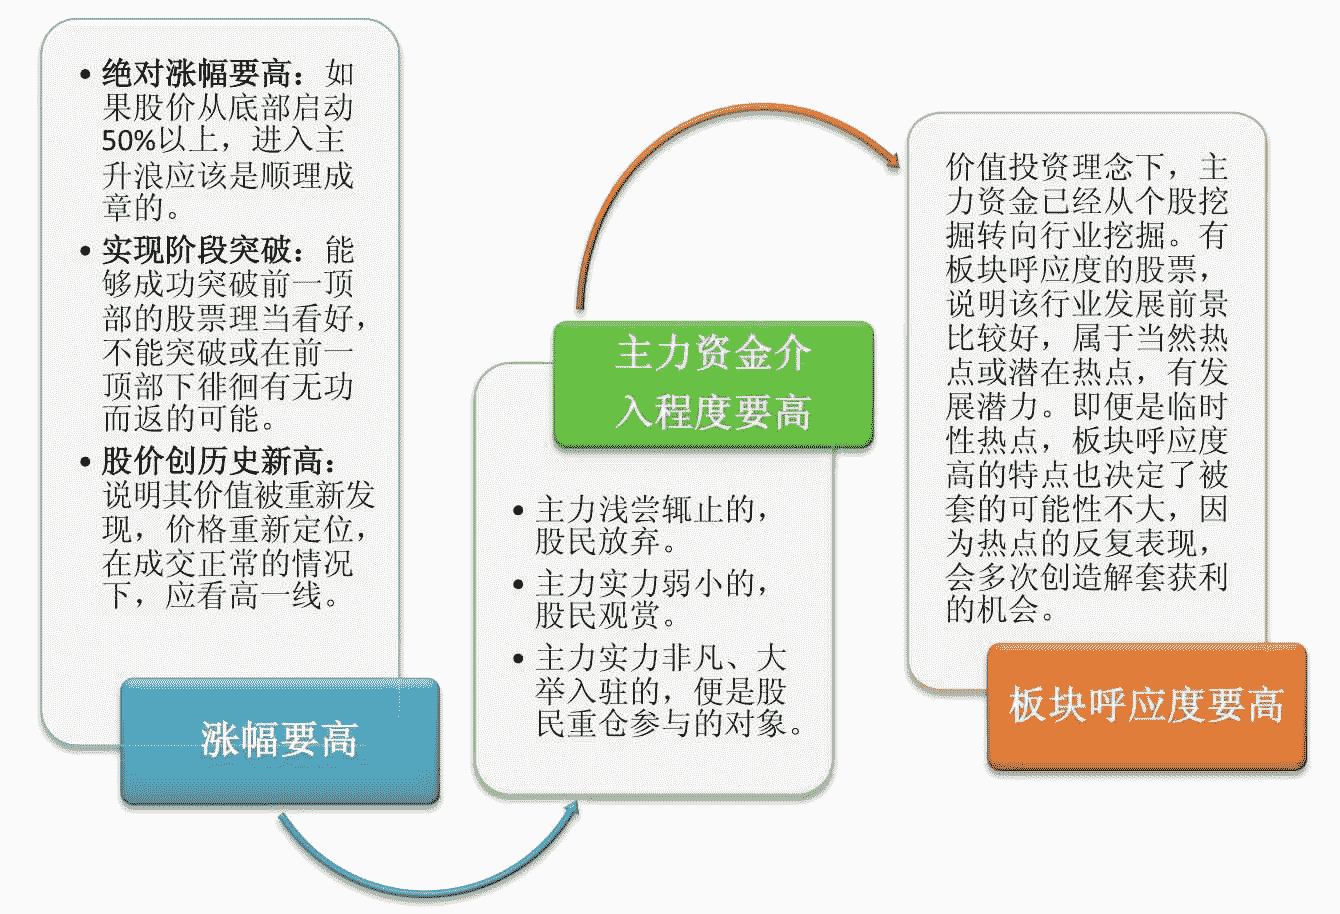 • 绝对涨幅要高：如
果股价从底部启动
50%以上，进入主
升浪应该是顺理成
章的。
• 实现阶段突破：能
够成功突破前一顶
部的股票理当看好，
不能突破或在前一
顶部下徘徊有无功
而返的可能。
• 股价创历史新高：
说明其价值被重新发
现，价格重新定位，
在成交正常的情况
下，应看高一线。
涨幅要高
主力资金介
入程度要高
• 主力浅尝辄止的，
股民放弃。
• 主力实力弱小的，
股民观赏。
• 主力实力非凡、大
举入驻的，便是股
民重仓参与的对象。
价值投资理念下，主
力资金已经从个股挖
掘转向行业挖掘。有
板块呼应度的股票，
说明该行业发展前景
比较好，属于当然热
点或潜在热点，有发
展潜力。即便是临时
性热点，板块呼应度
高的特点也决定了被
套的可能性不大，因
为热点的反复表现，
会多次创造解套获利
的机会。
板块呼应度要高